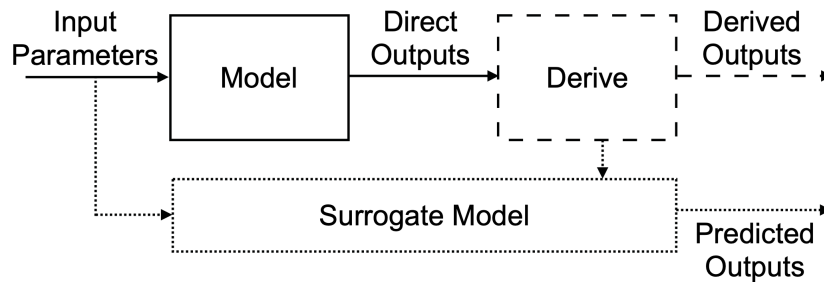 Input
Parameters
Model
Direct
Outputs
Derive
Derived
Outputs
Surrogate Model
Predicted
Outputs